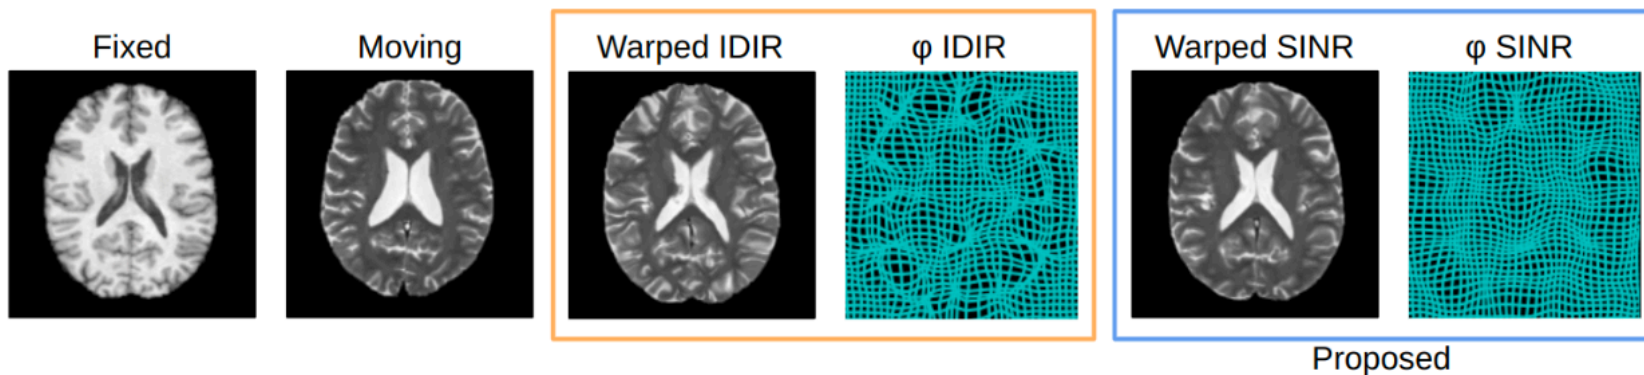 Fixed
Moving
Warped IDIR
φ IDIR
Warped SINR
φ SINR
Proposed